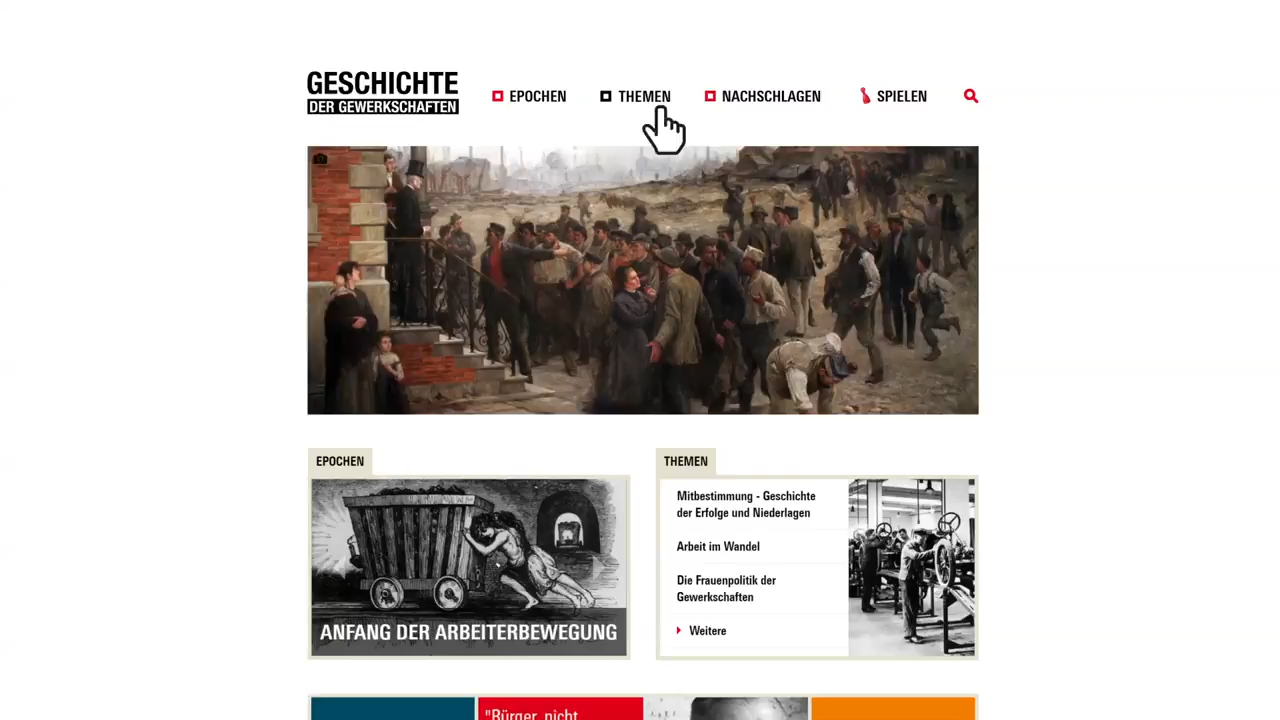 GESCHICHTE
DER GEWERKSCHAFTEN
EPOCHEN
THEMEN
NACHSCHLAGEN
SPIELEN
EPOCHEN
ANFANG DER ARBEITERBEWEGUNG
THEMEN
Mitbestimmung - Geschichte
der Erfolge und Niederlagen
Arbeit im Wandel
Die Frauenpolitik der
Gewerkschaften
Weitere
"Bürger, nicht